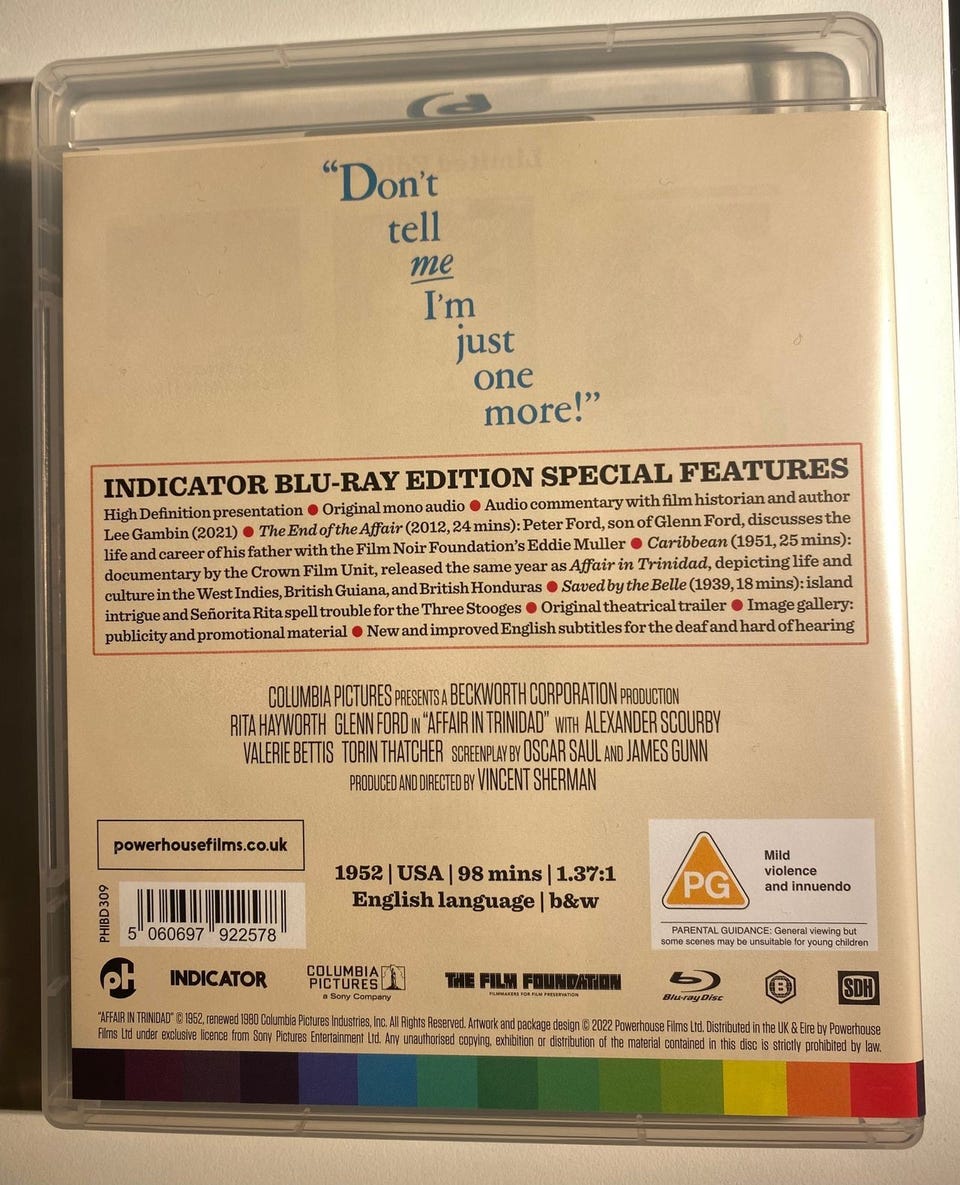 “Don't
tell
me
I'm
just
one
more!”
INDICATOR BLU-RAY EDITION SPECIAL FEATURES
High Definition presentation ● Original mono audio ● Audio commentary with film historian and author
Lee Gambin (2021) ● The End of the Affair (2012, 24 mins): Peter Ford, son of Glenn Ford, discusses the
life and career of his father with the Film Noir Foundation's Eddie Muller ● Caribbean (1951, 25 mins):
documentary by the Crown Film Unit, released the same year as Affair in Trinidad, depicting life and
culture in the West Indies, British Guiana, and British Honduras ● Saved by the Belle (1939, 18 mins): island
intrigue and Señorita Rita spell trouble for the Three Stooges ● Original theatrical trailer ● Image gallery:
publicity and promotional material ● New and improved English subtitles for the deaf and hard of hearing
COLUMBIA PICTURES PRESENTS A BECKWORTH CORPORATION PRODUCTION
RITA HAYWORTH GLENN FORD IN “AFFAIR IN TRINIDAD” WITH ALEXANDER SCOURBY
VALERIE BETTIS TORIN THATCHER SCREENPLAY BY OSCAR SAUL AND JAMES GUNN
PRODUCED AND DIRECTED BY VINCENT SHERMAN
powerhousefilms.co.uk
PHIBD309
5 060697 922578
1952 | USA | 98 mins | 1.37:1
English language | b&w
PG
Mild
violence
and innuendo
PARENTAL GUIDANCE: General viewing but
some scenes may be unsuitable for young children
pH
INDICATOR
COLUMBIA
PICTURES
a Sony Company
THE FILM FOUNDATION
FILMMAKERS FOR FILM PRESERVATION
Blu-ray Disc
B
SDH
“AFFAIR IN TRINIDAD” © 1952, renewed 1980 Columbia Pictures Industries, Inc. All Rights Reserved. Artwork and package design © 2022 Powerhouse Films Ltd. Distributed in the UK & Eire by Powerhouse
Films Ltd under exclusive licence from Sony Pictures Entertainment Ltd. Any unauthorised copying, exhibition or distribution of the material contained in this disc is strictly prohibited by law.